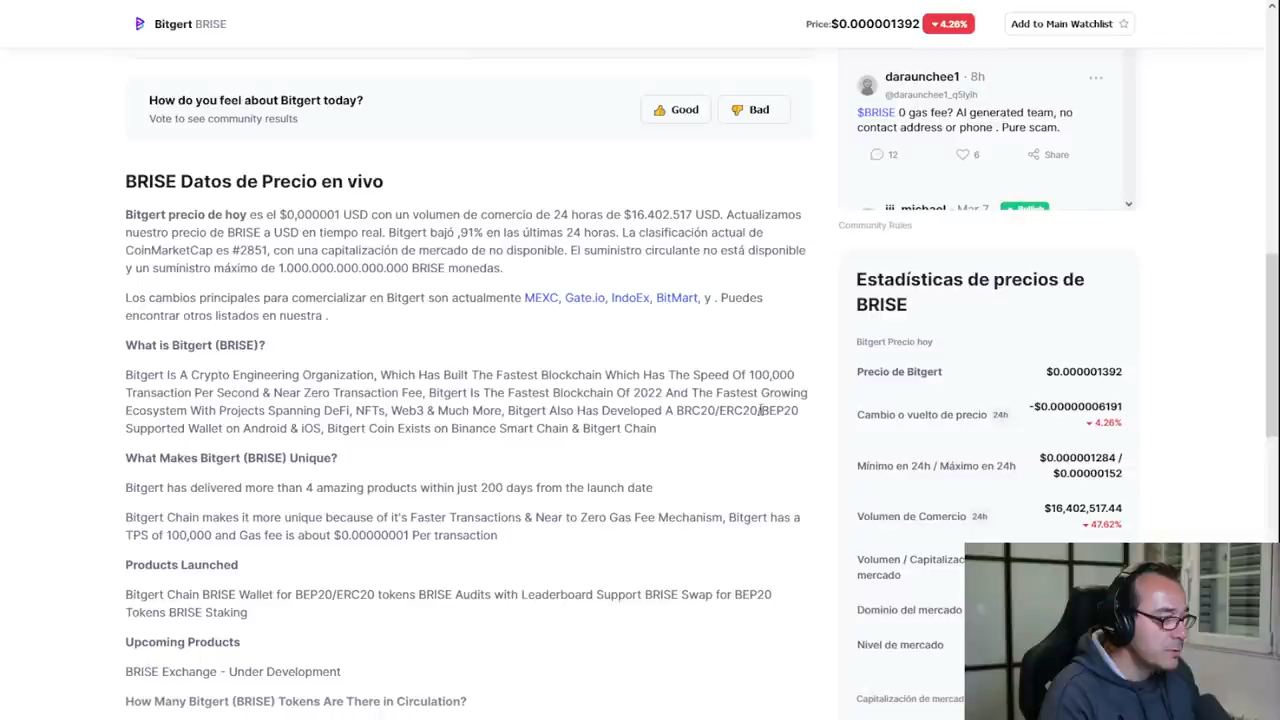 Bitgert BRISE
Price:$0.000001392 4.26%
Add to Main Watchlist
How do you feel about Bitgert today?
Vote to see community results
Good
Bad
BRISE Datos de Precio en vivo
Bitgert precio de hoy es el $0,000001 USD con un volumen de comercio de 24 horas de $16.402.517 USD. Actualizamos
nuestro precio de BRISE a USD en tiempo real. Bitgert bajó ,91% en las últimas 24 horas. La clasificación actual de
CoinMarketCap es #2851, con una capitalización de mercado de no disponible. El suministro circulante no está disponible
y un suministro máximo de 1.000.000.000.000.000 BRISE monedas.
Los cambios principales para comercializar en Bitgert son actualmente MEXC, Gate.io, IndoEx, BitMart, y . Puedes
encontrar otros listados en nuestra .
What is Bitgert (BRISE)?
Bitgert Is A Crypto Engineering Organization, Which Has Built The Fastest Blockchain Which Has The Speed Of 100,000
Transaction Per Second & Near Zero Transaction Fee, Bitgert Is The Fastest Blockchain Of 2022 And The Fastest Growing
Ecosystem With Projects Spanning DeFi, NFTs, Web3 & Much More, Bitgert Also Has Developed A BRC20/ERC20/BEP20
Supported Wallet on Android & iOS, Bitgert Coin Exists on Binance Smart Chain & Bitgert Chain
What Makes Bitgert (BRISE) Unique?
Bitgert has delivered more than 4 amazing products within just 200 days from the launch date
Bitgert Chain makes it more unique because of it's Faster Transactions & Near to Zero Gas Fee Mechanism, Bitgert has a
TPS of 100,000 and Gas fee is about $0.00000001 Per transaction
Products Launched
Bitgert Chain BRISE Wallet for BEP20/ERC20 tokens BRISE Audits with Leaderboard Support BRISE Swap for BEP20
Tokens BRISE Staking
Upcoming Products
BRISE Exchange - Under Development
How Many Bitgert (BRISE) Tokens Are There in Circulation?
daraunchee1 · 8h
@daraunchee1_q5lyih
$BRISE 0 gas fee? AI generated team, no
contact address or phone . Pure scam.
12
6
Share
iii_michael · Mar 7
Community Rules
Estadísticas de precios de
BRISE
Bitgert Precio hoy
Precio de Bitgert
$0.000001392
Cambio o vuelto de precio 24h
-$0.00000006191
4.26%
Mínimo en 24h / Máximo en 24h
$0.000001284 /
$0.00000152
Volumen de Comercio 24h
$16,402,517.44
47.62%
Volumen / Capitalizac
mercado
Dominio del mercado
Nivel de mercado
Capitalización de mercad